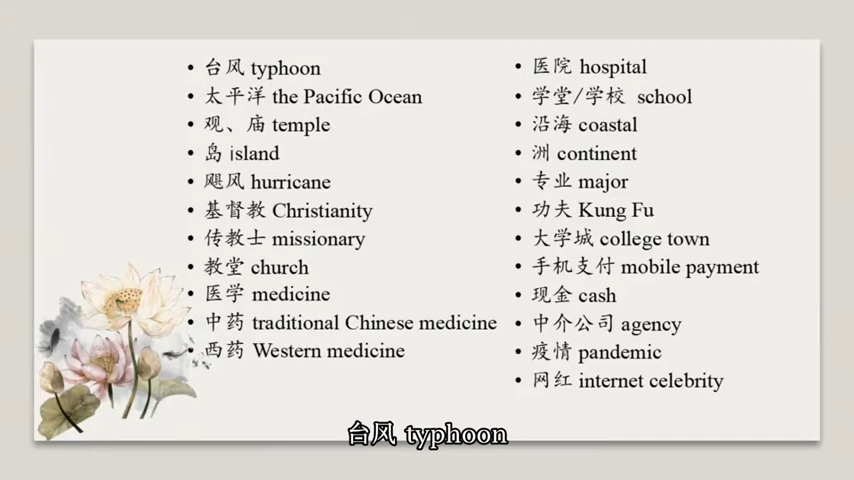 • 台风 typhoon
• 太平洋 the Pacific Ocean
• 观、庙 temple
• 岛 island
• 飓风 hurricane
• 基督教 Christianity
• 传教士 missionary
• 教堂 church
• 医学 medicine
• 中药 traditional Chinese medicine
• 西药 Western medicine
• 医院 hospital
• 学堂/学校 school
• 沿海 coastal
• 洲 continent
• 专业 major
• 功夫 Kung Fu
• 大学城 college town
• 手机支付 mobile payment
• 现金 cash
• 中介公司 agency
• 疫情 pandemic
• 网红 internet celebrity
台风 typhoon